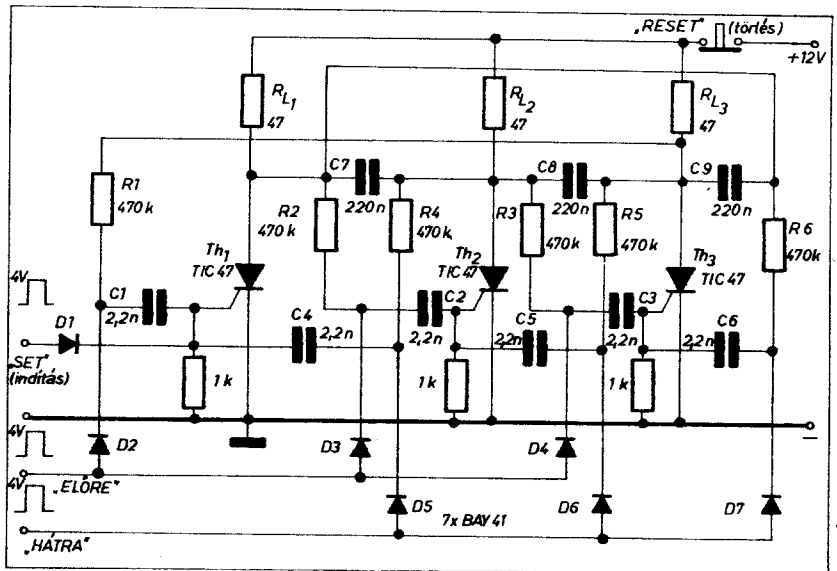 „RESET” (törlés)
+12V
R_L1
47
R_L2
47
R_L3
47
C7
220n
C8
220n
C9
220n
R1
470k
R2
470k
R4
470k
R3
470k
R5
470k
R6
470k
Th1
TIC 47
Th2
TIC 47
Th3
TIC 47
4V
C1
2,2n
D1
C4
2,2n
C2
2,2n
C5
2,2n
C3
2,2n
C6
2,2n
„SET”
(indítás)
1k
1k
1k
–
4V
D2
D3
D4
„ELŐRE”
4V
D5
7x BAY 41
D6
D7
„HÁTRA”